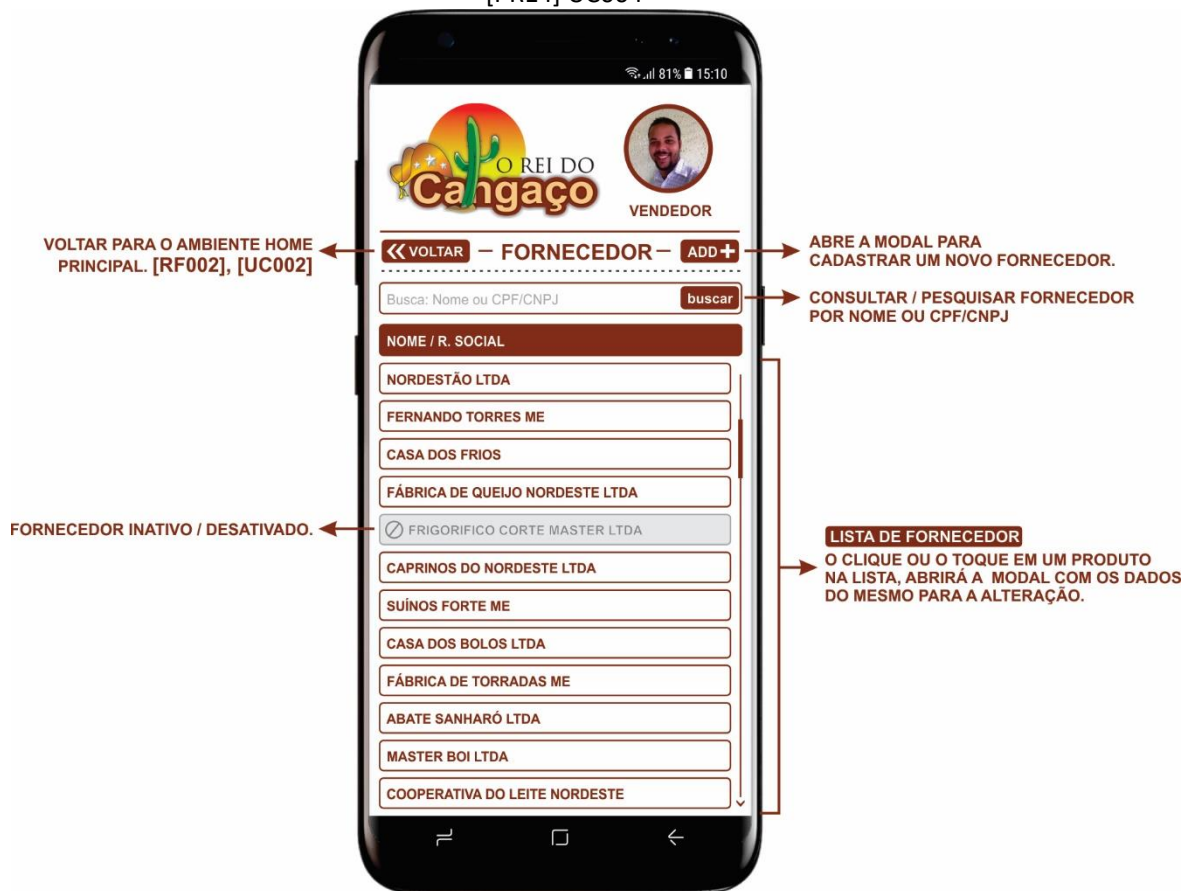 81% 15:10
O REI DO
Cangaço
VENDEDOR
VOLTAR PARA O AMBIENTE HOME
PRINCIPAL. [RF002], [UC002]
VOLTAR
FORNECEDOR
ADD+
ABRE A MODAL PARA
CADASTRAR UM NOVO FORNECEDOR.
Busca: Nome ou CPF/CNPJ
buscar
CONSULTAR / PESQUISAR FORNECEDOR
POR NOME OU CPF/CNPJ
NOME / R. SOCIAL
NORDESTÃO LTDA
FERNANDO TORRES ME
CASA DOS FRIOS
FÁBRICA DE QUEIJO NORDESTE LTDA
FORNECEDOR INATIVO / DESATIVADO.
FRIGORIFICO CORTE MASTER LTDA
CAPRINOS DO NORDESTE LTDA
SUÍNOS FORTE ME
CASA DOS BOLOS LTDA
FÁBRICA DE TORRADAS ME
ABATE SANHARÓ LTDA
MASTER BOI LTDA
COOPERATIVA DO LEITE NORDESTE
LISTA DE FORNECEDOR
O CLIQUE OU O TOQUE EM UM PRODUTO
NA LISTA, ABRIRÁ A MODAL COM OS DADOS
DO MESMO PARA A ALTERAÇÃO.